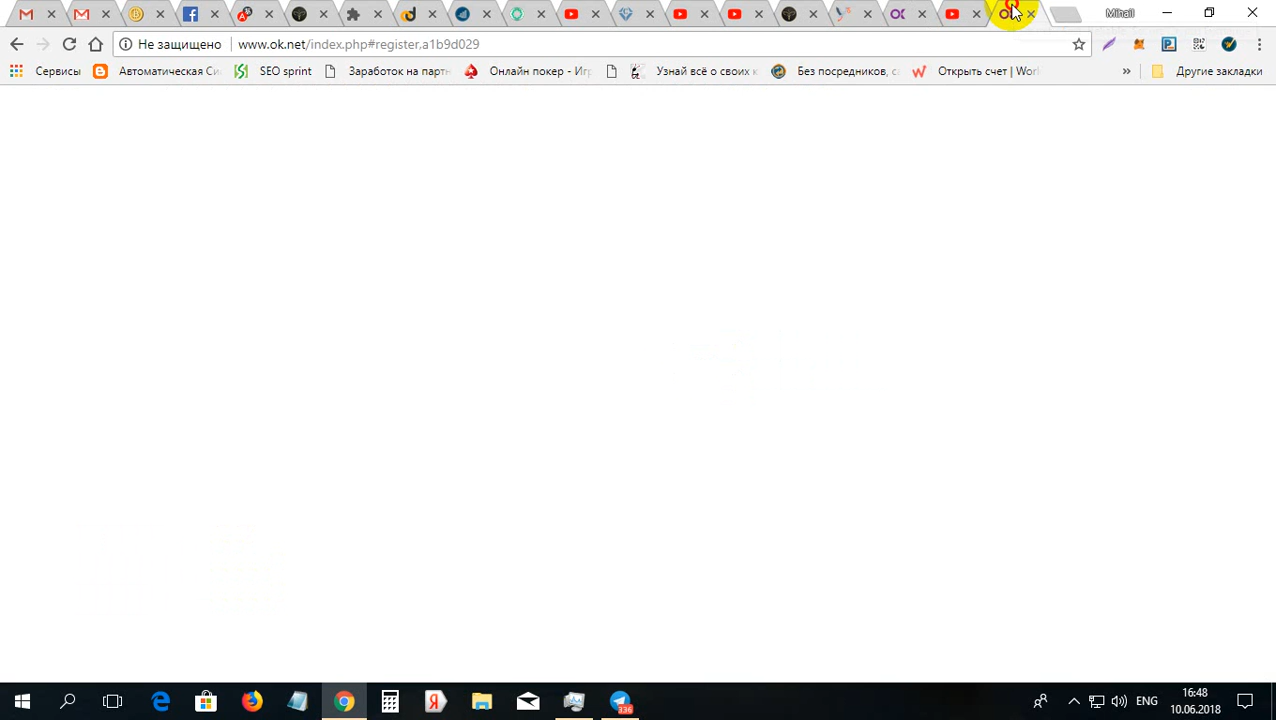 Mihail
Не защищено
www.ok.net/index.php#register.a1b9d029
Сервисы
Автоматическая Си
SEO sprint
Заработок на партн
Онлайн покер - Игр
Узнай всё о своих к
Без посредников, са
Открыть счет | Worl
»
Другие закладки
336
ENG
16:48
10.06.2018